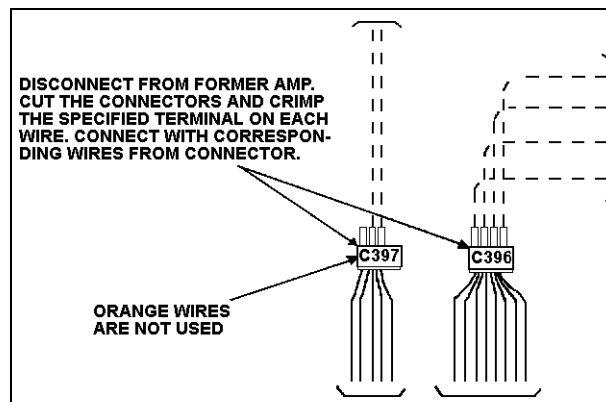 DISCONNECT FROM FORMER AMP.
CUT THE CONNECTORS AND CRIMP
THE SPECIFIED TERMINAL ON EACH
WIRE. CONNECT WITH CORRESPON-
DING WIRES FROM CONNECTOR.
C397
C396
ORANGE WIRES
ARE NOT USED